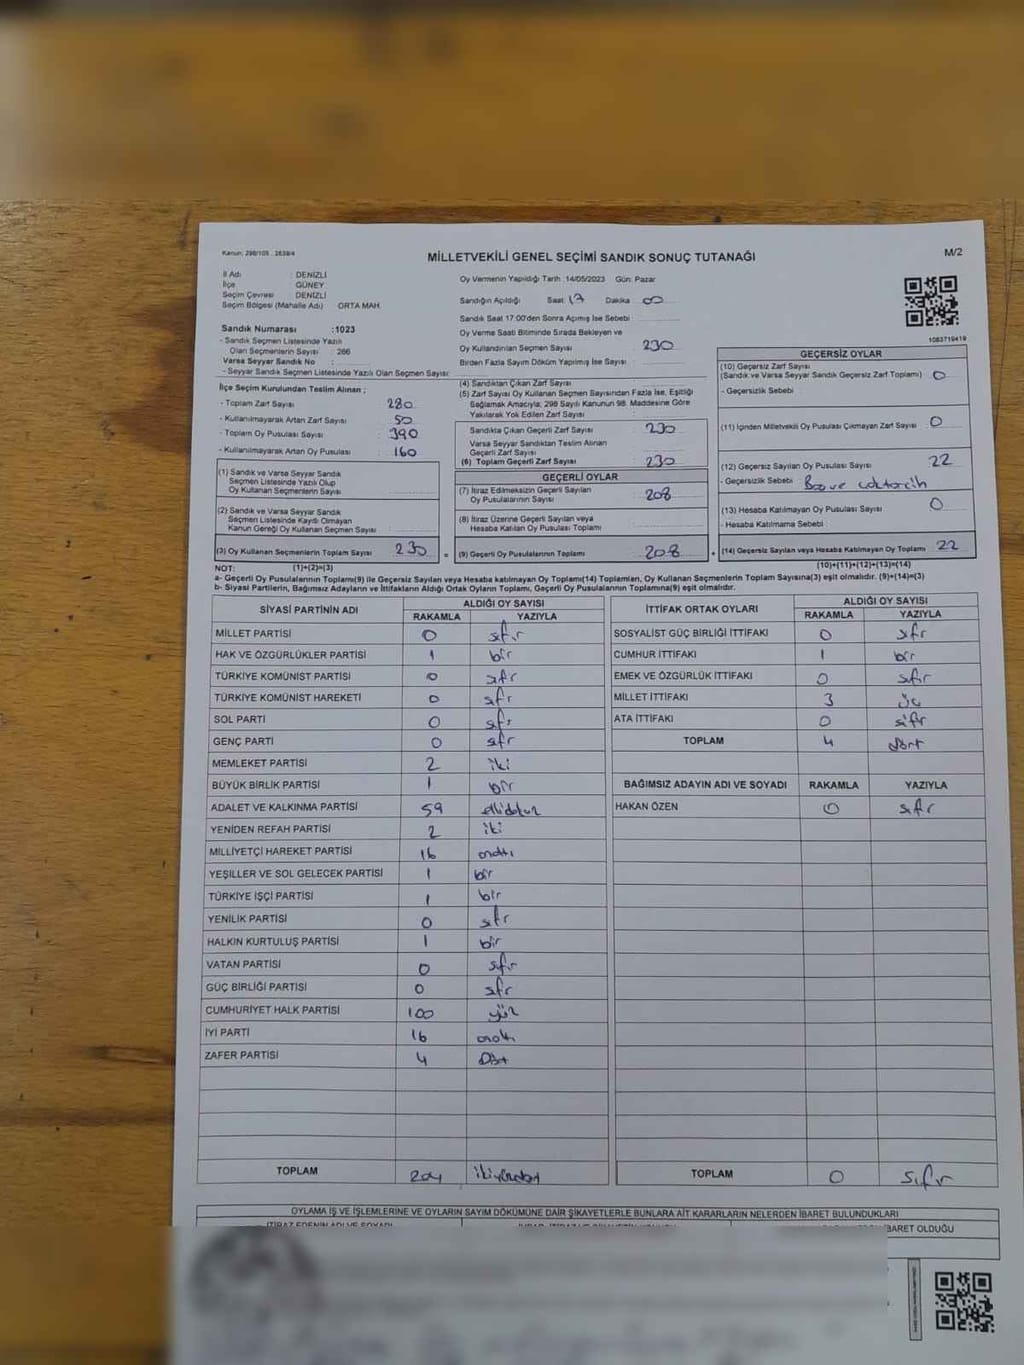 Kanun: 298/105 . 2839/4
MİLLETVEKİLİ GENEL SEÇİMİ SANDIK SONUÇ TUTANAĞI
M/2
İl Adı : DENİZLİ
İlçe : GÜNEY
Seçim Çevresi : DENİZLİ
Seçim Bölgesi (Mahalle Adı) ORTA MAH.
Sandık Numarası :1023
- Sandık Seçmen Listesinde Yazılı
Olan Seçmenlerin Sayısı : 266
Varsa Seyyar Sandık No :
- Seyyar Sandık Seçmen Listesinde Yazılı Olan Seçmen Sayısı:
Oy Vermenin Yapıldığı Tarih :14/05/2023 Gün: Pazar
Sandığın Açıldığı Saat 17 Dakika 00
Sandık Saat 17:00'den Sonra Açılmış İse Sebebi :
Oy Verme Saati Bitiminde Sırada Bekleyen ve
Oy Kullandırılan Seçmen Sayısı : 230
Birden Fazla Sayım Döküm Yapılmış İse Sayısı :
1083719419
İlçe Seçim Kurulundan Teslim Alınan ;
- Toplam Zarf Sayısı : 280
- Kullanılmayarak Artan Zarf Sayısı : 50
- Toplam Oy Pusulası Sayısı : 390
- Kullanılmayarak Artan Oy Pusulası : 160
(1) Sandık ve Varsa Seyyar Sandık
Seçmen Listesinde Yazılı Olup
Oy Kullanan Seçmenlerin Sayısı
(2) Sandık ve Varsa Seyyar Sandık
Seçmen Listesinde Kaydı Olmayan
Kanun Gereği Oy Kullanan Seçmen Sayısı
(3) Oy Kullanan Seçmenlerin Toplam Sayısı 230 =
(4) Sandıktan Çıkan Zarf Sayısı
(5) Zarf Sayısı Oy Kullanan Seçmen Sayısından Fazla İse, Eşitliği
Sağlamak Amacıyla; 298 Sayılı Kanunun 98. Maddesine Göre
Yakılarak Yok Edilen Zarf Sayısı :
Sandıkta Çıkan Geçerli Zarf Sayısı : 230
Varsa Seyyar Sandıktan Teslim Alınan
Geçerli Zarf Sayısı :
(6) Toplam Geçerli Zarf Sayısı : 230
GEÇERLİ OYLAR
(7) İtiraz Edilmeksizin Geçerli Sayılan
Oy Pusulalarının Sayısı : 208
(8) İtiraz Üzerine Geçerli Sayılan veya
Hesaba Katılan Oy Pusulası Toplamı :
(9) Geçerli Oy Pusulalarının Toplamı : 208 +
GEÇERSİZ OYLAR
(10) Geçersiz Zarf Sayısı
(Sandık ve Varsa Seyyar Sandık Geçersiz Zarf Toplamı) : 0
- Geçersizlik Sebebi :
(11) İçinden Milletvekili Oy Pusulası Çıkmayan Zarf Sayısı : 0
(12) Geçersiz Sayılan Oy Pusulası Sayısı : 22
- Geçersizlik Sebebi :
(13) Hesaba Katılmayan Oy Pusulası Sayısı : 0
- Hesaba Katılmama Sebebi :
(14) Geçersiz Sayılan veya Hesaba Katılmayan Oy Toplamı : 22
NOT: (1)+(2)=(3) (10)+(11)+(12)+(13)=(14)
a- Geçerli Oy Pusulalarının Toplamı(9) ile Geçersiz Sayılan veya Hesaba katılmayan Oy Toplamı(14) Toplamları, Oy Kullanan Seçmenlerin Toplam Sayısına(3) eşit olmalıdır. (9)+(14)=(3)
b- Siyasi Partilerin, Bağımsız Adayların ve İttifakların Aldığı Ortak Oyların Toplamı, Geçerli Oy Pusulalarının Toplamına(9) eşit olmalıdır.
SİYASİ PARTİNİN ADI ALDIĞI OY SAYISI
RAKAMLA YAZIYLA
MİLLET PARTİSİ 0 sıfır
HAK VE ÖZGÜRLÜKLER PARTİSİ 1 bir
TÜRKİYE KOMÜNİST PARTİSİ 0 sıfır
TÜRKİYE KOMÜNİST HAREKETİ 0 sıfır
SOL PARTİ 0 sıfır
GENÇ PARTİ 0 sıfır
MEMLEKET PARTİSİ 2 iki
BÜYÜK BİRLİK PARTİSİ 1 bir
ADALET VE KALKINMA PARTİSİ 59 ellidokuz
YENİDEN REFAH PARTİSİ 2 iki
MİLLİYETÇİ HAREKET PARTİSİ 16 onaltı
YEŞİLLER VE SOL GELECEK PARTİSİ 1 bir
TÜRKİYE İŞÇİ PARTİSİ 1 bir
YENİLİK PARTİSİ 0 sıfır
HALKIN KURTULUŞ PARTİSİ 1 bir
VATAN PARTİSİ 0 sıfır
GÜÇ BİRLİĞİ PARTİSİ 0 sıfır
CUMHURİYET HALK PARTİSİ 100 yüz
İYİ PARTİ 16 onaltı
ZAFER PARTİSİ 4 Dört
TOPLAM 204 ikiyüzdört
İTTİFAK ORTAK OYLARI ALDIĞI OY SAYISI
RAKAMLA YAZIYLA
SOSYALİST GÜÇ BİRLİĞİ İTTİFAKI 0 sıfır
CUMHUR İTTİFAKI 1 bir
EMEK VE ÖZGÜRLÜK İTTİFAKI 0 sıfır
MİLLET İTTİFAKI 3 üç
ATA İTTİFAKI 0 sıfır
TOPLAM 4 dört
BAĞIMSIZ ADAYIN ADI VE SOYADI RAKAMLA YAZIYLA
HAKAN ÖZEN 0 sıfır
TOPLAM 0 sıfır
OYLAMA İŞ VE İŞLEMLERİNE VE OYLARIN SAYIM DÖKÜMÜNE DAİR ŞİKAYETLERLE BUNLARA AİT KARARLARIN NELERDEN İBARET BULUNDUKLARI
İTİRAZ EDENİN ADI VE SOYADI
İBARET OLDUĞU